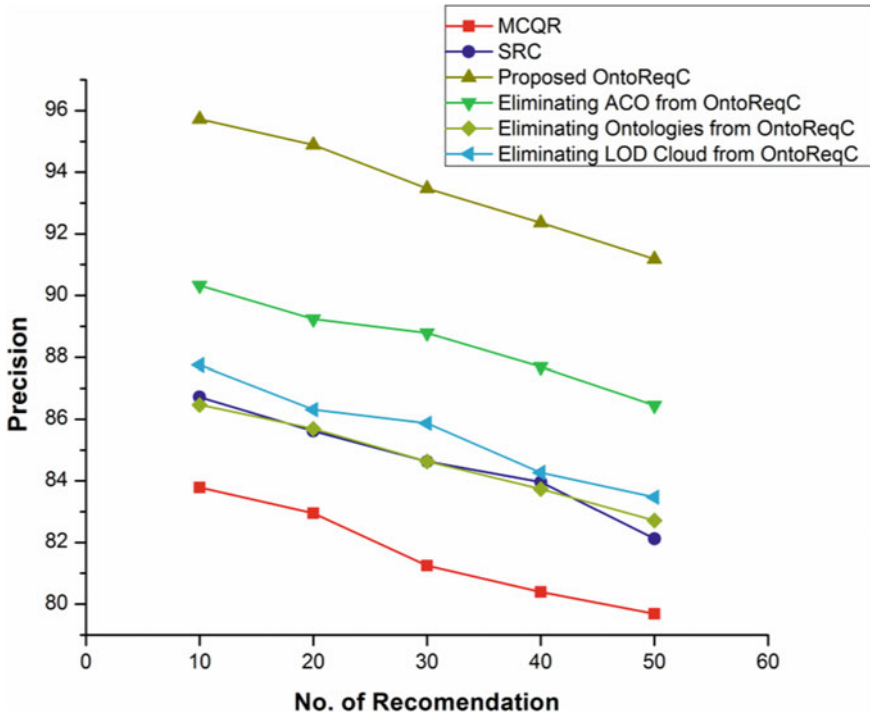 MCQR
SRC
Proposed OntoReqC
Eliminating ACO from OntoReqC
Eliminating Ontologies from OntoReqC
Eliminating LOD Cloud from OntoReqC
96
94
92
90
88
86
84
82
80
Precision
0 10 20 30 40 50 60
No. of Recomendation